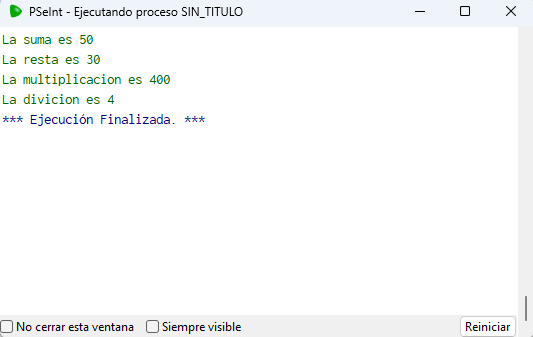 PSeInt - Ejecutando proceso SIN_TITULO
La suma es 50
La resta es 30
La multiplicacion es 400
La divicion es 4
*** Ejecución Finalizada. ***
No cerrar esta ventana Siempre visible Reiniciar